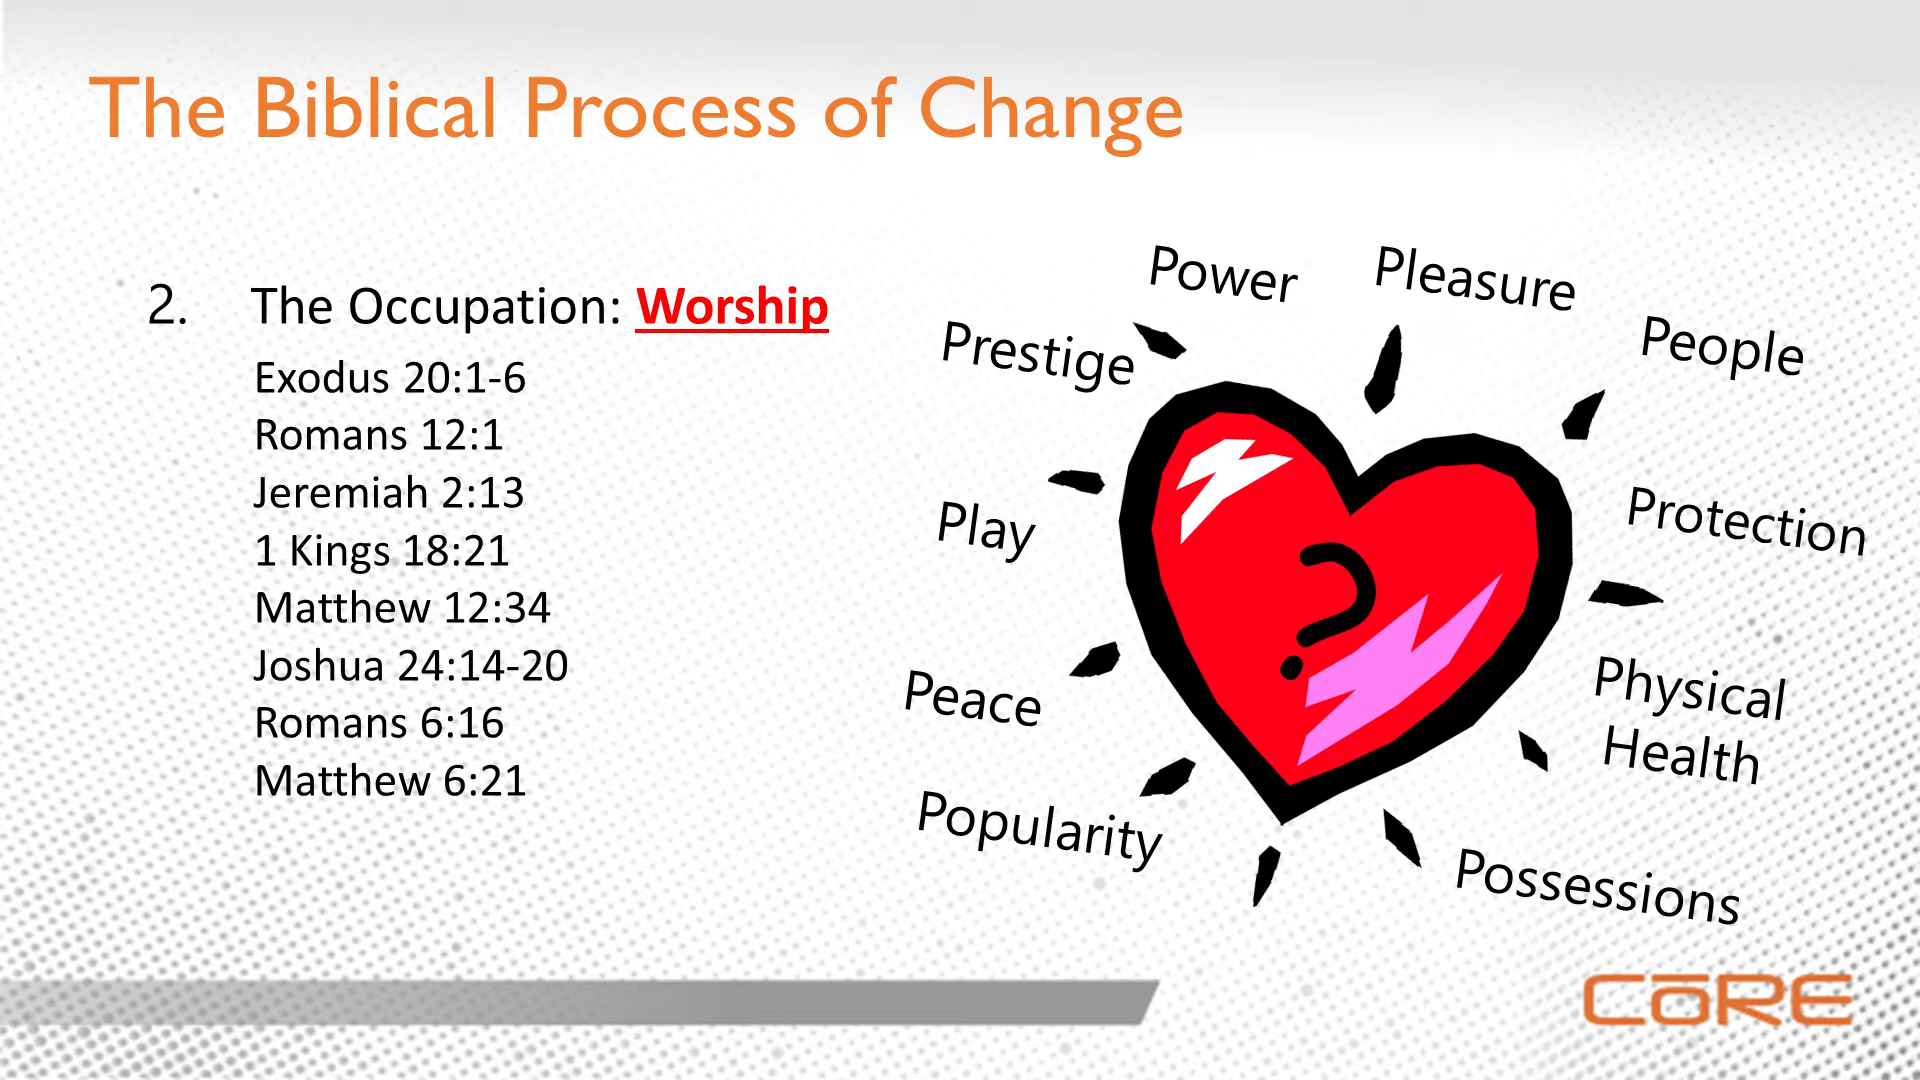 The Biblical Process of Change
2. The Occupation: Worship
Exodus 20:1-6
Romans 12:1
Jeremiah 2:13
1 Kings 18:21
Matthew 12:34
Joshua 24:14-20
Romans 6:16
Matthew 6:21
Power
Pleasure
People
Prestige
Protection
Play
?
Physical
Health
Peace
Popularity
Possessions
CōRE